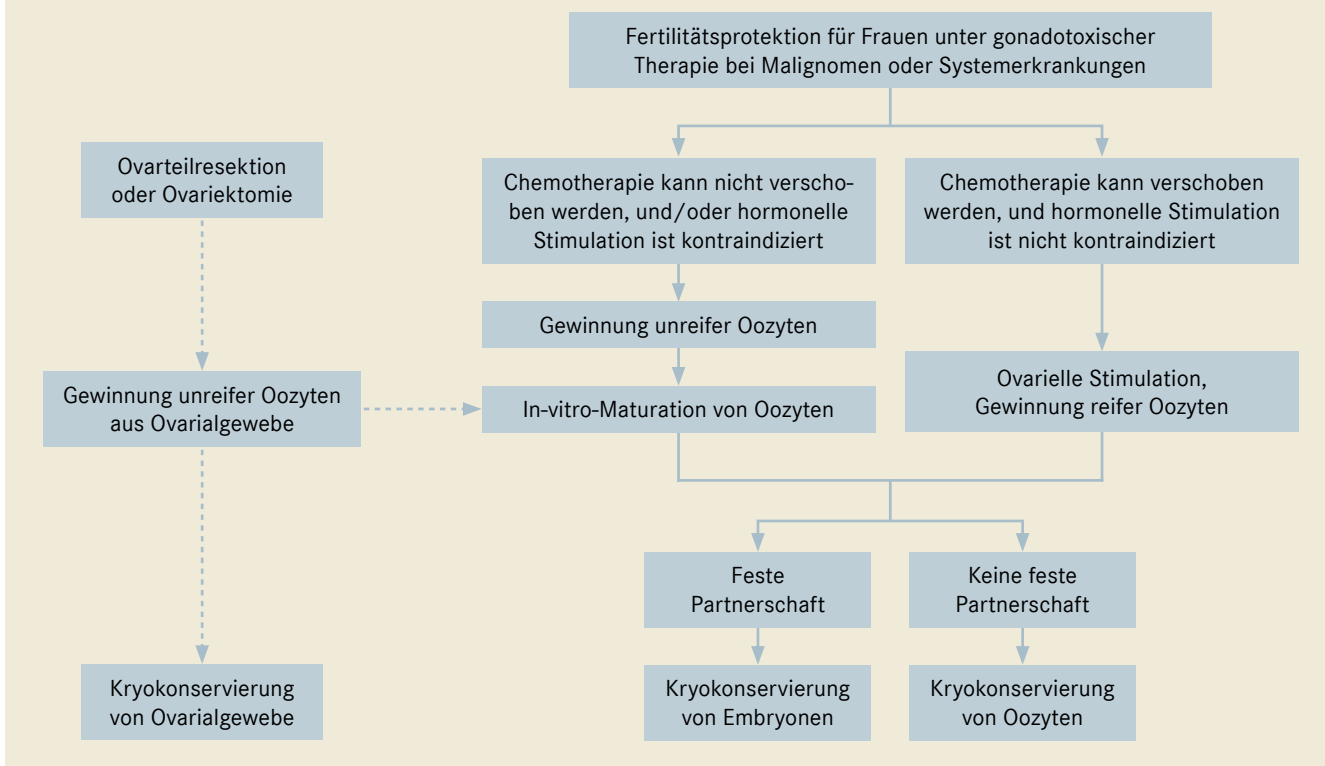 Fertilitätsprotektion für Frauen unter gonadotoxischer
Therapie bei Malignomen oder Systemerkrankungen
Ovarteilresektion
oder Ovariektomie
Chemotherapie kann nicht verscho-
ben werden, und/oder hormonelle
Stimulation ist kontraindiziert
Chemotherapie kann verschoben
werden, und hormonelle Stimulation
ist nicht kontraindiziert
Gewinnung unreifer Oozyten
Gewinnung unreifer Oozyten
aus Ovarialgewebe
In-vitro-Maturation von Oozyten
Ovarielle Stimulation,
Gewinnung reifer Oozyten
Feste
Partnerschaft
Keine feste
Partnerschaft
Kryokonservierung
von Ovarialgewebe
Kryokonservierung
von Embryonen
Kryokonservierung
von Oozyten